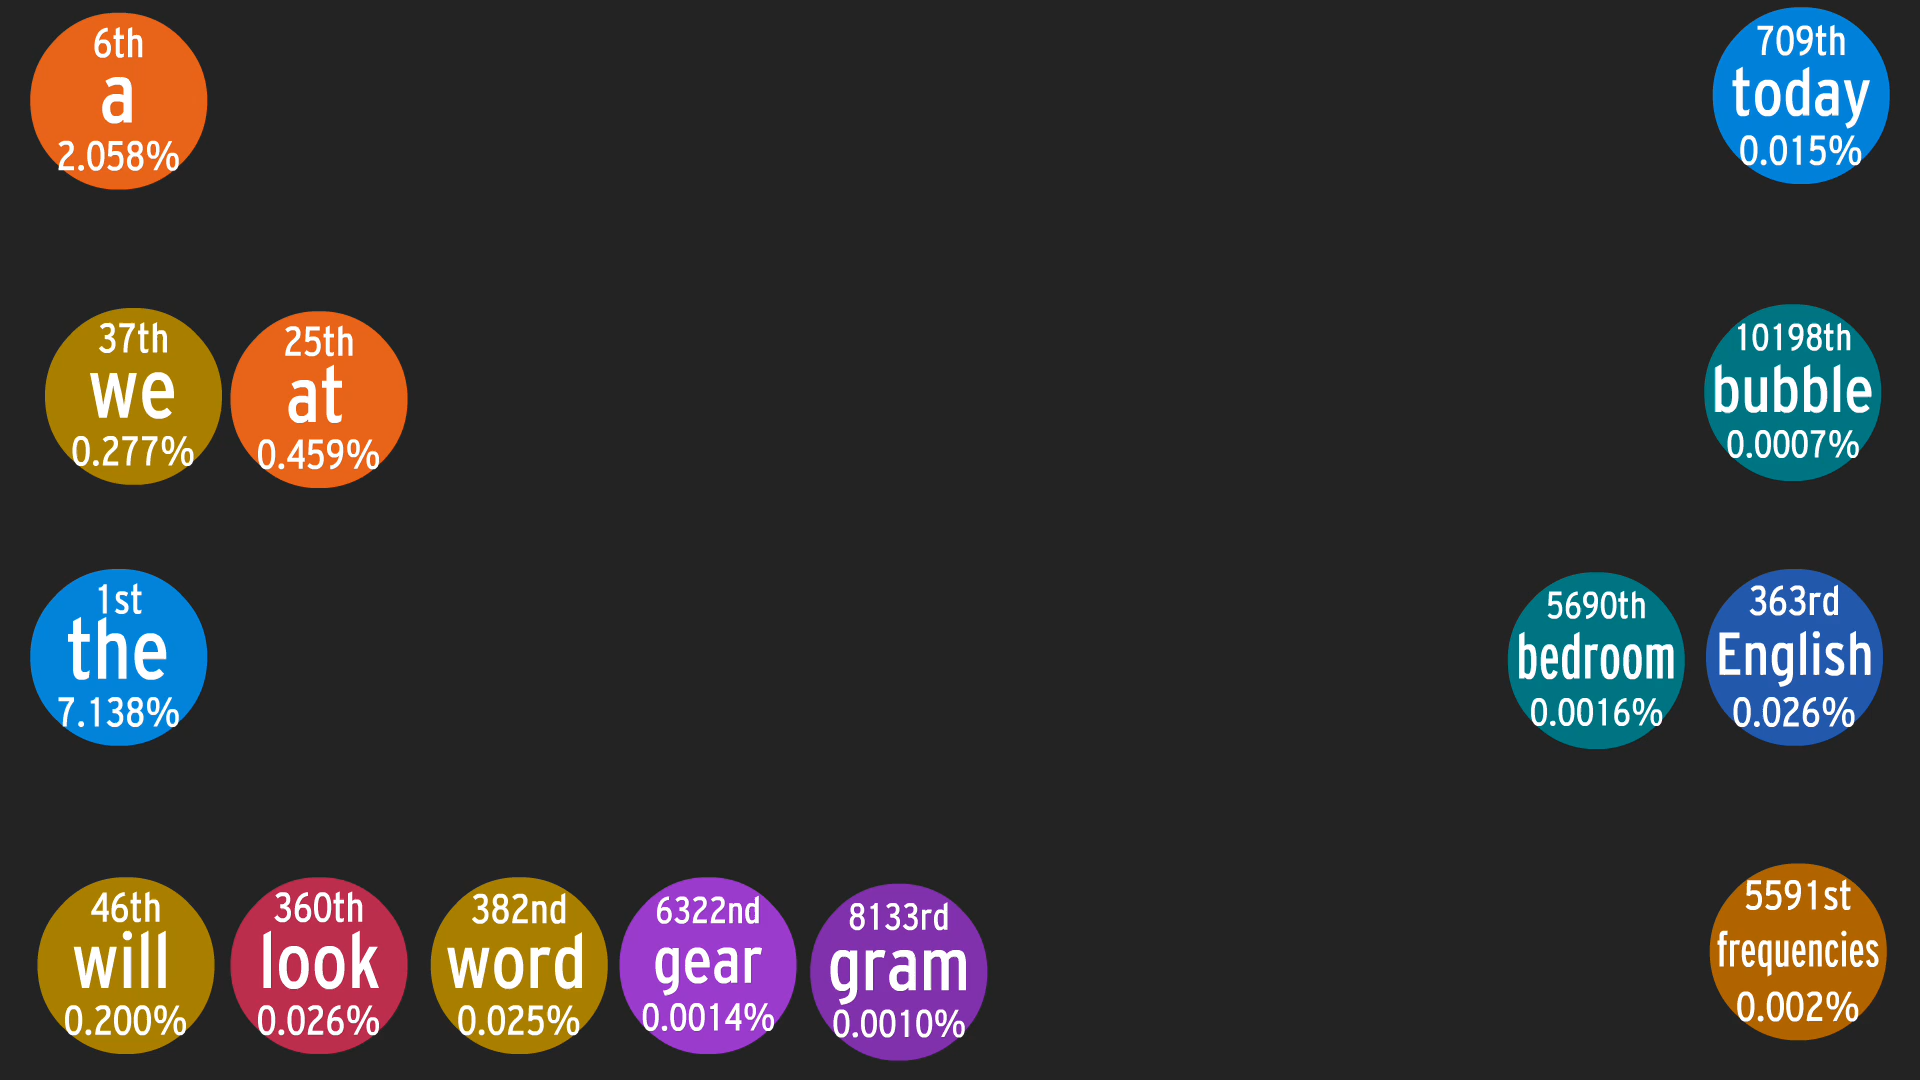 6th
a
2.058%
709th
today
0.015%
37th
we
0.277%
25th
at
0.459%
10198th
bubble
0.0007%
1st
the
7.138%
5690th
bedroom
0.0016%
363rd
English
0.026%
46th
will
0.200%
360th
look
0.026%
382nd
word
0.025%
6322nd
gear
0.0014%
8133rd
gram
0.0010%
5591st
frequencies
0.002%